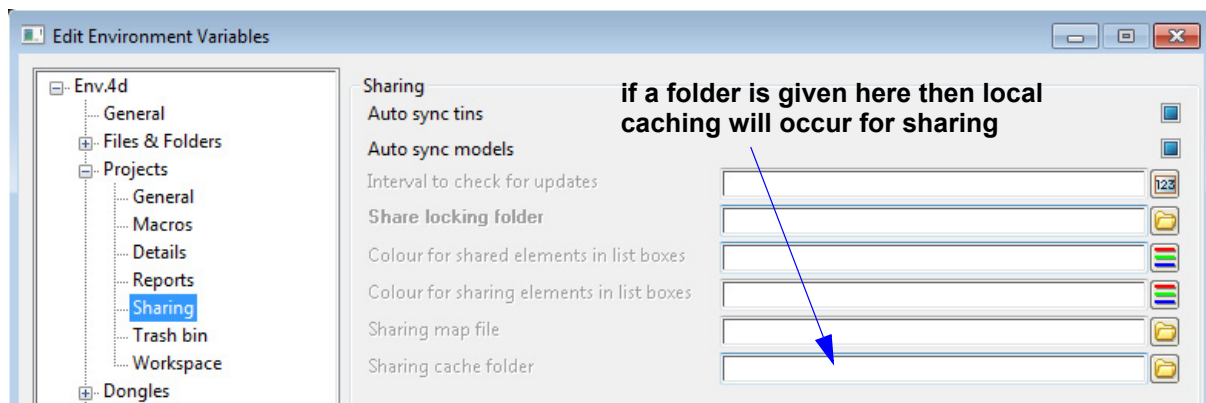 Edit Environment Variables
Env.4d
General
Files & Folders
Projects
General
Macros
Details
Reports
Sharing
Trash bin
Workspace
Dongles
Sharing
if a folder is given here then local
caching will occur for sharing
Auto sync tins
Auto sync models
Interval to check for updates
123
Share locking folder
Colour for shared elements in list boxes
Colour for sharing elements in list boxes
Sharing map file
Sharing cache folder